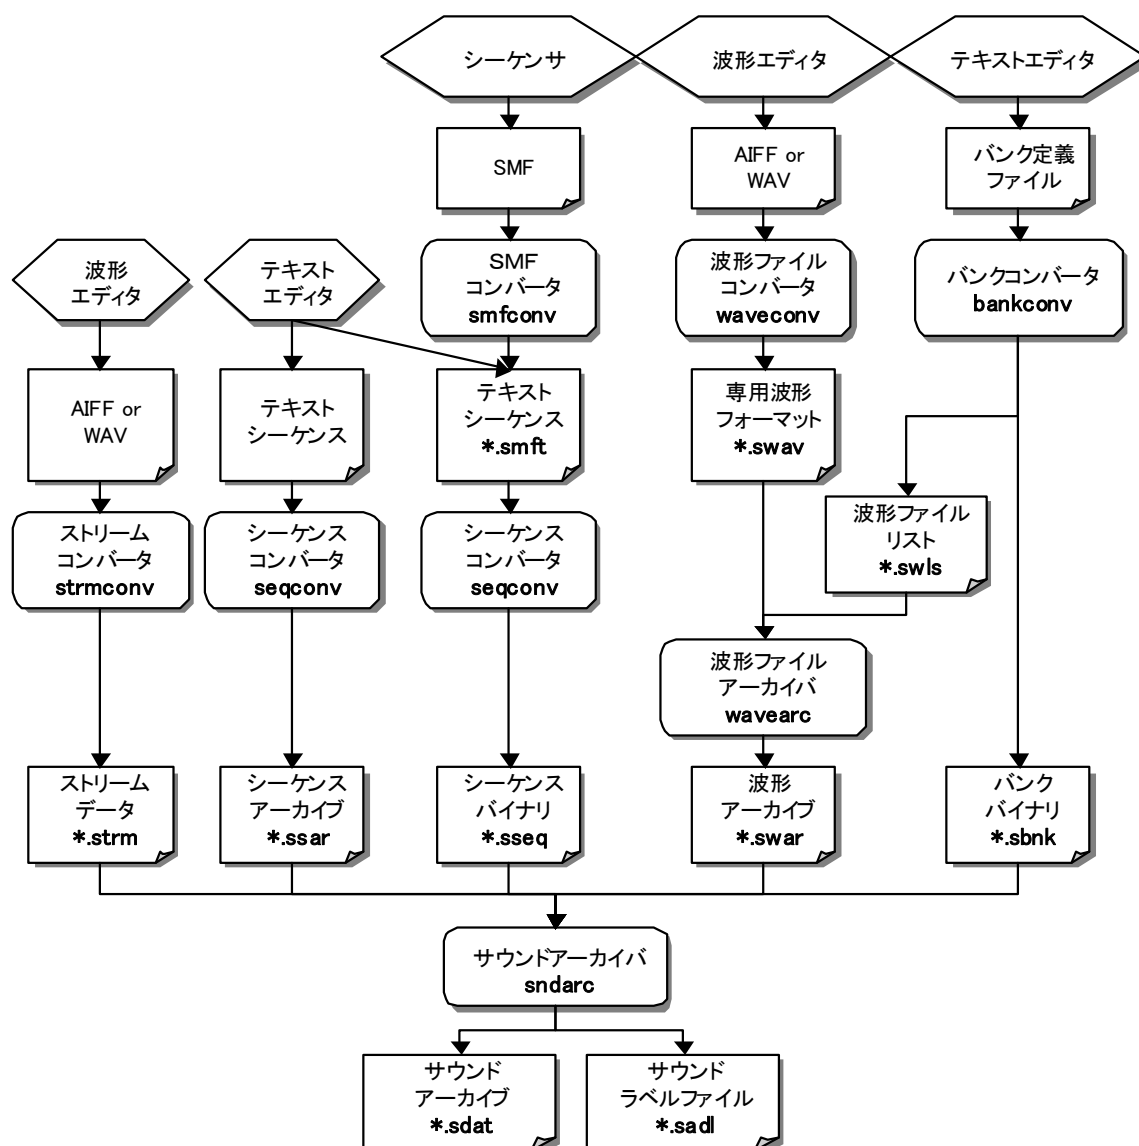 シーケンサ
波形エディタ
テキストエディタ
SMF
AIFF or
WAV
バンク定義
ファイル
波形
エディタ
テキスト
エディタ
SMF
コンバータ
smfconv
波形ファイル
コンバータ
waveconv
バンクコンバータ
bankconv
AIFF or
WAV
テキスト
シーケンス
テキスト
シーケンス
*.smft
専用波形
フォーマット
*.swav
波形ファイル
リスト
*.swls
ストリーム
コンバータ
strmconv
シーケンス
コンバータ
seqconv
シーケンス
コンバータ
seqconv
波形ファイル
アーカイバ
wavearc
ストリーム
データ
*.strm
シーケンス
アーカイブ
*.ssar
シーケンス
バイナリ
*.sseq
波形
アーカイブ
*.swar
バンク
バイナリ
*.sbnk
サウンドアーカイバ
sndarc
サウンド
アーカイブ
*.sdat
サウンド
ラベルファイル
*.sadl